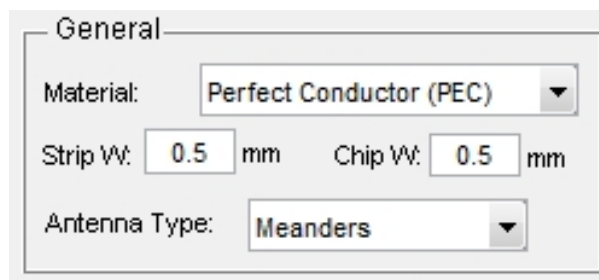 General
Material: Perfect Conductor (PEC)
Strip W: 0.5 mm Chip W: 0.5 mm
Antenna Type: Meanders